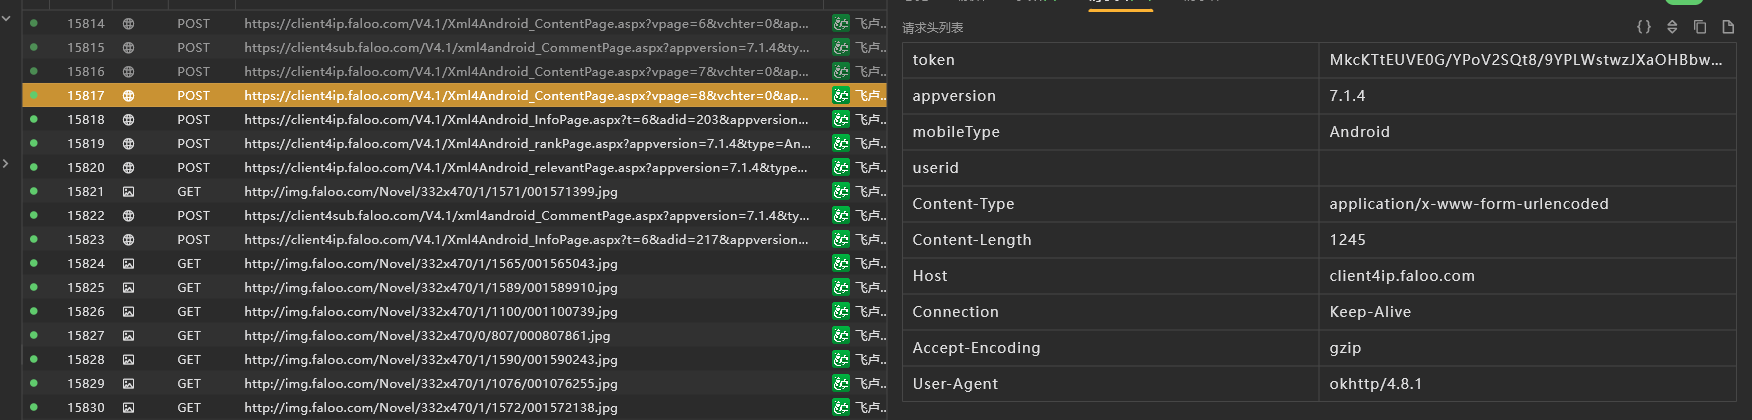 15814 POST https://client4ip.faloo.com/V4.1/Xml4Android_ContentPage.aspx?vpage=6&vchter=0&ap... 飞卢..
15815 POST https://client4sub.faloo.com/V4.1/xml4android_CommentPage.aspx?appversion=7.1.4&ty... 飞卢..
15816 POST https://client4ip.faloo.com/V4.1/Xml4Android_ContentPage.aspx?vpage=7&vchter=0&ap... 飞卢..
15817 POST https://client4ip.faloo.com/V4.1/Xml4Android_ContentPage.aspx?vpage=8&vchter=0&ap... 飞卢..
15818 POST https://client4ip.faloo.com/V4.1/Xml4Android_InfoPage.aspx?t=6&adid=203&appversion... 飞卢..
15819 POST https://client4ip.faloo.com/V4.1/Xml4Android_rankPage.aspx?appversion=7.1.4&type=An... 飞卢..
15820 POST https://client4ip.faloo.com/V4.1/Xml4Android_relevantPage.aspx?appversion=7.1.4&type... 飞卢..
15821 GET http://img.faloo.com/Novel/332x470/1/1571/001571399.jpg 飞卢..
15822 POST https://client4sub.faloo.com/V4.1/xml4android_CommentPage.aspx?appversion=7.1.4&ty... 飞卢..
15823 POST https://client4ip.faloo.com/V4.1/Xml4Android_InfoPage.aspx?t=6&adid=217&appversion... 飞卢..
15824 GET http://img.faloo.com/Novel/332x470/1/1565/001565043.jpg 飞卢..
15825 GET http://img.faloo.com/Novel/332x470/1/1589/001589910.jpg 飞卢..
15826 GET http://img.faloo.com/Novel/332x470/1/1100/001100739.jpg 飞卢..
15827 GET http://img.faloo.com/Novel/332x470/0/807/000807861.jpg 飞卢..
15828 GET http://img.faloo.com/Novel/332x470/1/1590/001590243.jpg 飞卢..
15829 GET http://img.faloo.com/Novel/332x470/1/1076/001076255.jpg 飞卢..
15830 GET http://img.faloo.com/Novel/332x470/1/1572/001572138.jpg 飞卢..
请求头列表
token MkcKTtEUVE0G/YPoV2SQt8/9YPLWstwzJXaOHBbw...
appversion 7.1.4
mobileType Android
userid
Content-Type application/x-www-form-urlencoded
Content-Length 1245
Host client4ip.faloo.com
Connection Keep-Alive
Accept-Encoding gzip
User-Agent okhttp/4.8.1